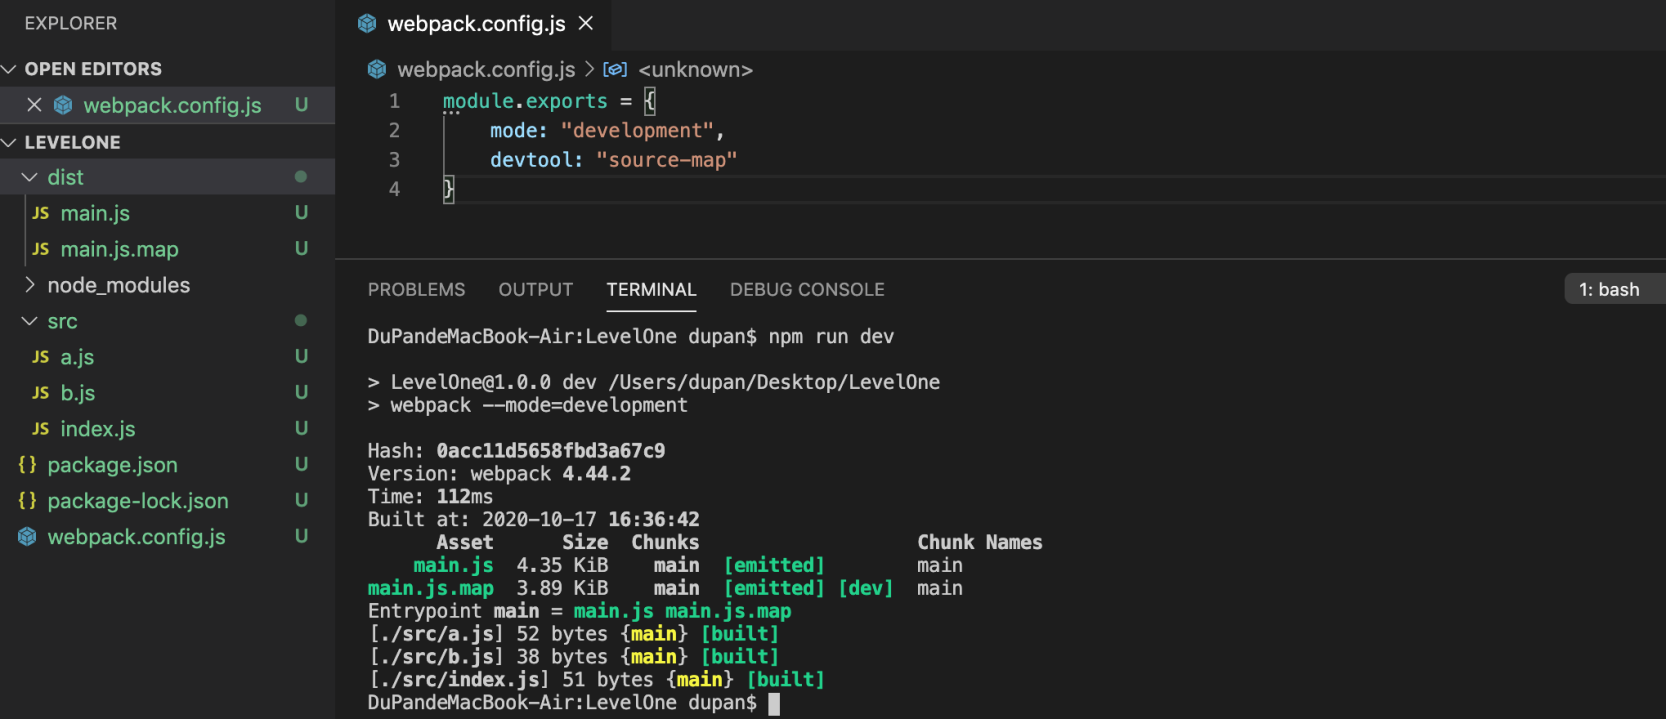 EXPLORER
OPEN EDITORS
webpack.config.js U
LEVELONE
dist
JS main.js U
JS main.js.map U
node_modules
src
JS a.js U
JS b.js U
JS index.js U
{} package.json U
{} package-lock.json U
webpack.config.js U
webpack.config.js
webpack.config.js > <unknown>
1 module.exports = {
2 mode: "development",
3 devtool: "source-map"
4 }
PROBLEMS OUTPUT TERMINAL DEBUG CONSOLE 1: bash
DuPandeMacBook-Air:LevelOne dupan$ npm run dev
> LevelOne@1.0.0 dev /Users/dupan/Desktop/LevelOne
> webpack --mode=development
Hash: 0acc11d5658fbd3a67c9
Version: webpack 4.44.2
Time: 112ms
Built at: 2020-10-17 16:36:42
Asset Size Chunks Chunk Names
main.js 4.35 KiB main [emitted] main
main.js.map 3.89 KiB main [emitted] [dev] main
Entrypoint main = main.js main.js.map
[./src/a.js] 52 bytes {main} [built]
[./src/b.js] 38 bytes {main} [built]
[./src/index.js] 51 bytes {main} [built]
DuPandeMacBook-Air:LevelOne dupan$